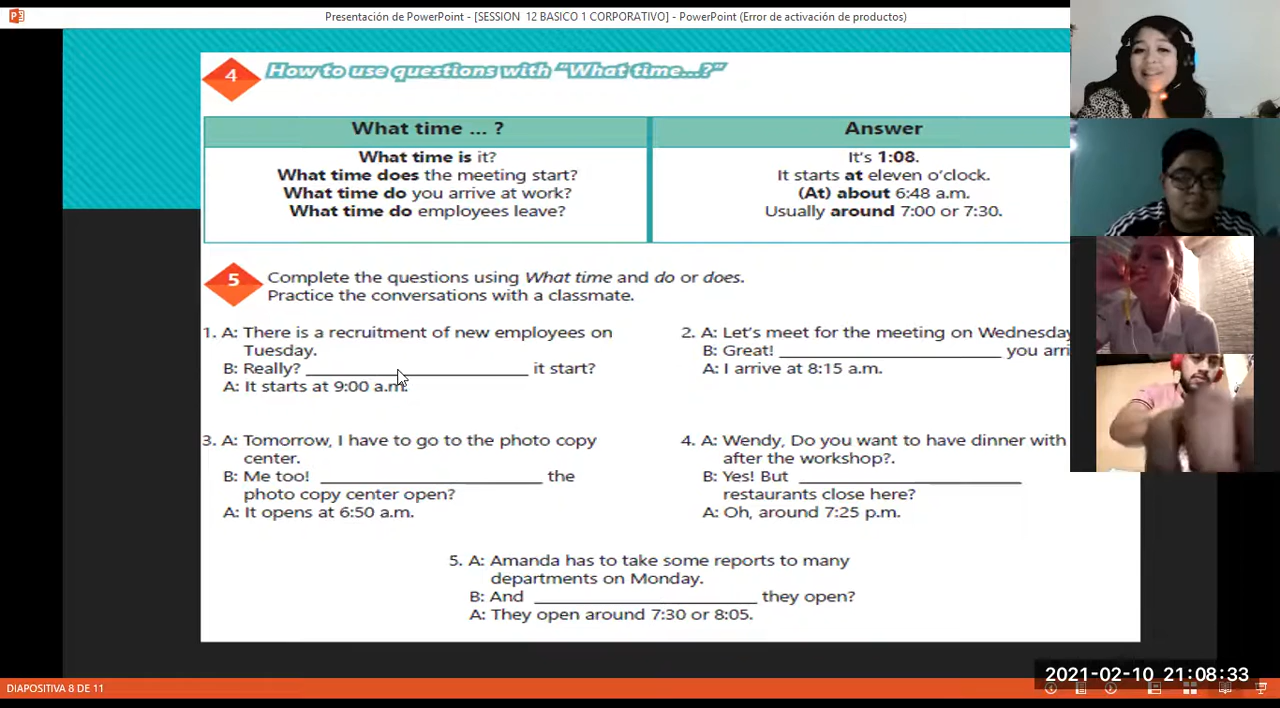 Presentación de PowerPoint - [SESSION 12 BASICO 1 CORPORATIVO] - PowerPoint (Error de activación de productos)
4 How to use questions with “What time...?”
What time ... ?
Answer
What time is it?
It's 1:08.
What time does the meeting start?
It starts at eleven o'clock.
What time do you arrive at work?
(At) about 6:48 a.m.
What time do employees leave?
Usually around 7:00 or 7:30.
5 Complete the questions using What time and do or does.
Practice the conversations with a classmate.
1. A: There is a recruitment of new employees on
Tuesday.
B: Really? ____________________ it start?
A: It starts at 9:00 a.m.
2. A: Let's meet for the meeting on Wednesday
B: Great! ____________________ you
A: I arrive at 8:15 a.m.
3. A: Tomorrow, I have to go to the photo copy
center.
B: Me too! ____________________ the
photo copy center open?
A: It opens at 6:50 a.m.
4. A: Wendy, Do you want to have dinner with
after the workshop?.
B: Yes! But ____________________
restaurants close here?
A: Oh, around 7:25 p.m.
5. A: Amanda has to take some reports to many
departments on Monday.
B: And ____________________ they open?
A: They open around 7:30 or 8:05.
2021-02-10 21:08:33
DIAPOSITIVA 8 DE 11